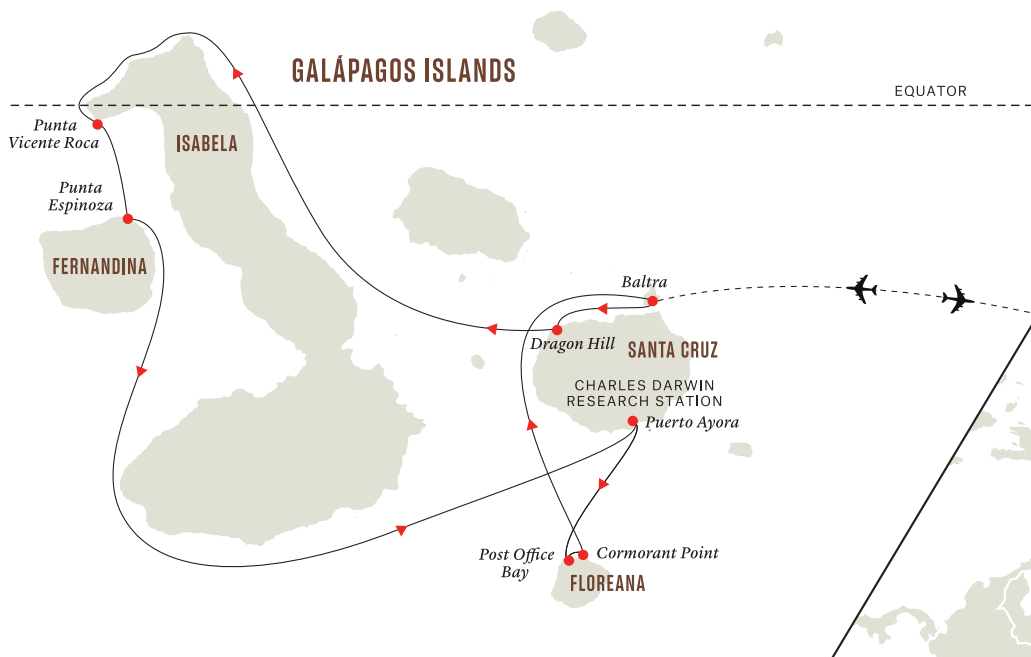 GALÁPAGOS ISLANDS
EQUATOR
Punta
Vicente Roca
ISABELA
Punta
Espinoza
FERNANDINA
Baltra
Dragon Hill
SANTA CRUZ
CHARLES DARWIN
RESEARCH STATION
Puerto Ayora
Post Office
Bay
Cormorant Point
FLOREANA